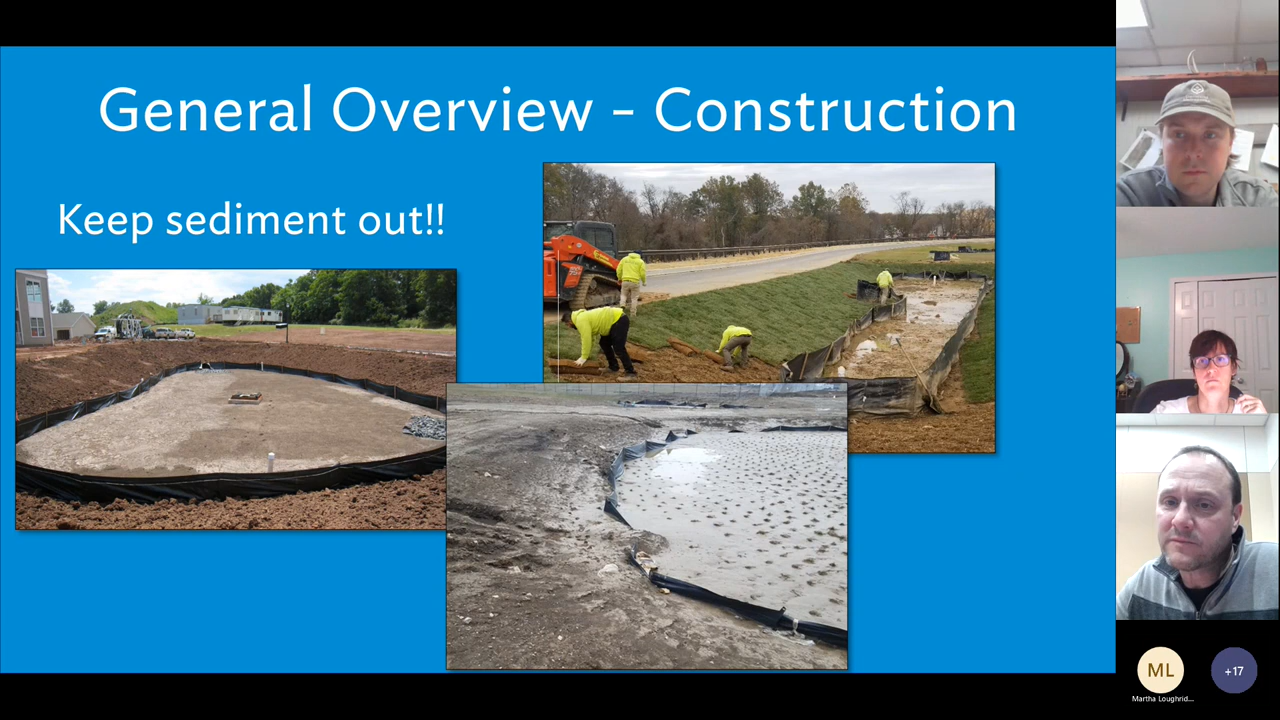 General Overview - Construction
Keep sediment out!!
ML
+17
Martha Loughrid...